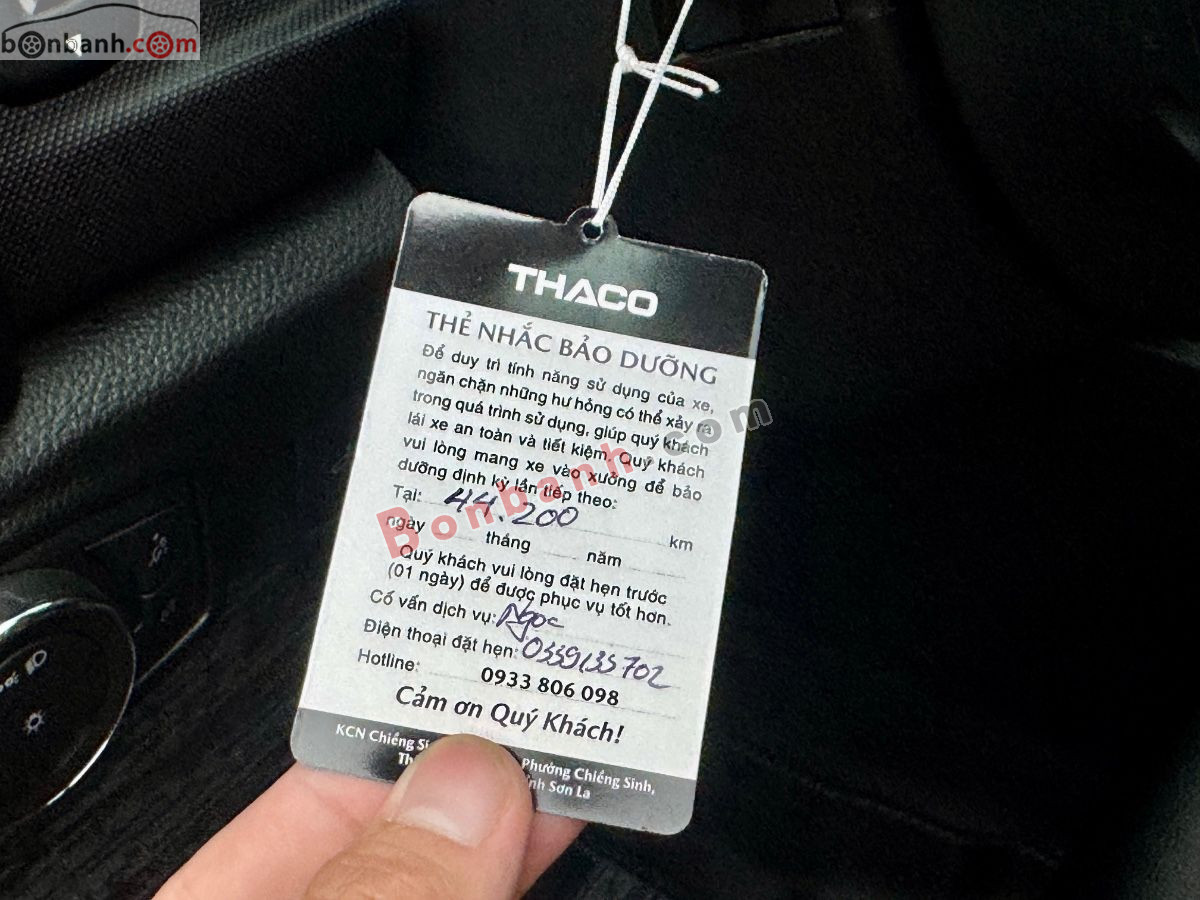 bonbanh.com
THACO
THẺ NHẮC BẢO DƯỠNG
Để duy trì tính năng sử dụng của xe,
ngăn chặn những hư hỏng có thể xảy ra
trong quá trình sử dụng, giúp quý khách
lái xe an toàn và tiết kiệm. Quý khách
vui lòng mang xe vào xưởng để bảo
dưỡng định kỳ lần tiếp theo:
Tại: 44.200 km
ngày tháng năm
Bonbanh.com
Quý khách vui lòng đặt hẹn trước
(01 ngày) để được phục vụ tốt hơn.
Cố vấn dịch vụ: Ngọc
Điện thoại đặt hẹn: 0339135702
Hotline: 0933 806 098
Cảm ơn Quý Khách!
KCN Chiềng Phường Chiềng Sinh,
Sơn La